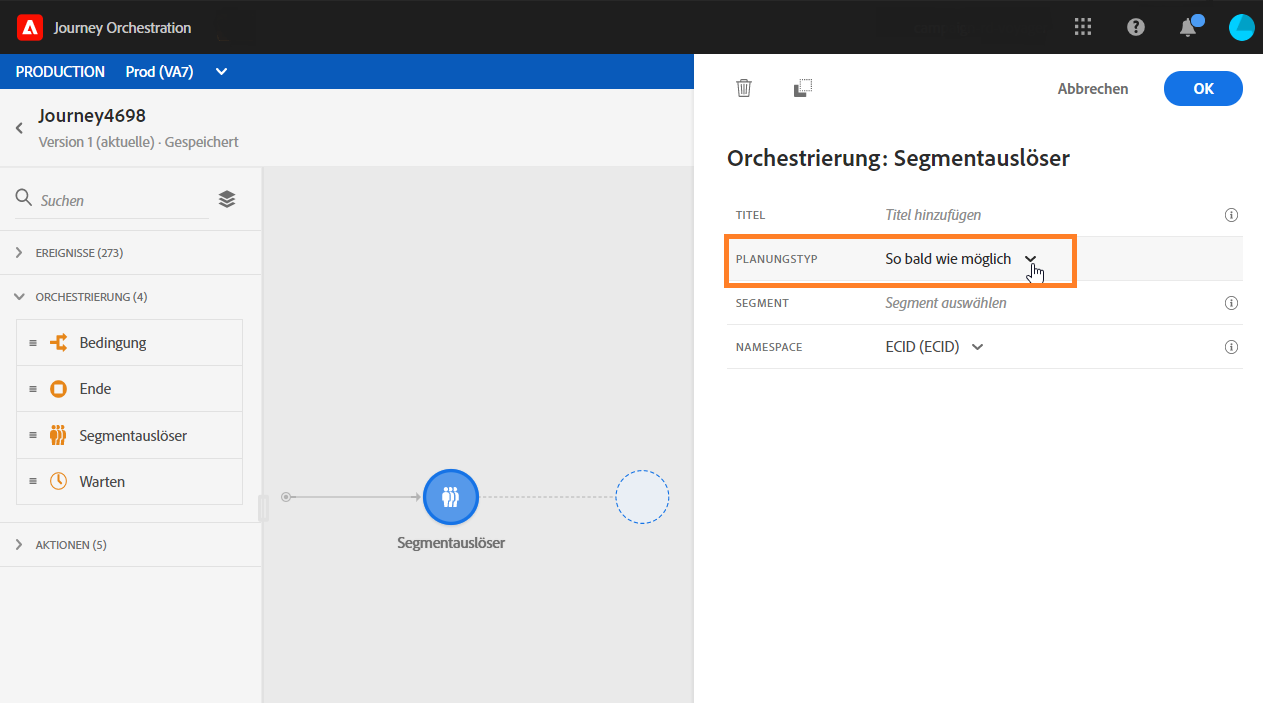 Journey Orchestration
PRODUCTION Prod (VA7)
Journey4698
Version 1 (aktuelle) · Gespeichert
Suchen
EREIGNISSE (273)
ORCHESTRIERUNG (4)
Bedingung
Ende
Segmentauslöser
Warten
AKTIONEN (5)
Segmentauslöser
Abbrechen OK
Orchestrierung: Segmentauslöser
TITEL Titel hinzufügen
PLANUNGSTYP So bald wie möglich
SEGMENT Segment auswählen
NAMESPACE ECID (ECID)